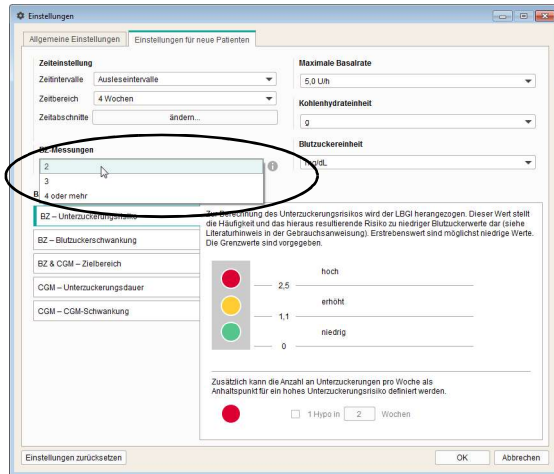 Einstellungen
Allgemeine Einstellungen
Einstellungen für neue Patienten
Zeiteinstellung
Zeitintervalle
Ausleseintervalle
Zeitbereich
4 Wochen
Zeitabschnitte
ändern...
BZ-Messungen
2
3
4 oder mehr
Maximale Basalrate
5,0 U/h
Kohlenhydrateinheit
g
Blutzuckereinheit
mg/dL
B
BZ – Unterzuckerungsrisiko
BZ – Blutzuckerschwankung
BZ & CGM – Zielbereich
CGM – Unterzuckerungsdauer
CGM – CGM-Schwankung
Zur Berechnung des Unterzuckerungsrisikos wird der LBGI herangezogen. Dieser Wert stellt
die Häufigkeit und das hieraus resultierende Risiko zu niedriger Blutzuckerwerte dar (siehe
Literaturhinweis in der Gebrauchsanweisung). Erstrebenswert sind möglichst niedrige Werte.
Die Grenzwerte sind vorgegeben.
hoch
2,5
erhöht
1,1
niedrig
0
Zusätzlich kann die Anzahl an Unterzuckerungen pro Woche als
Anhaltspunkt für ein hohes Unterzuckerungsrisiko definiert werden.
1 Hypo in 2 Wochen
Einstellungen zurücksetzen
OK
Abbrechen